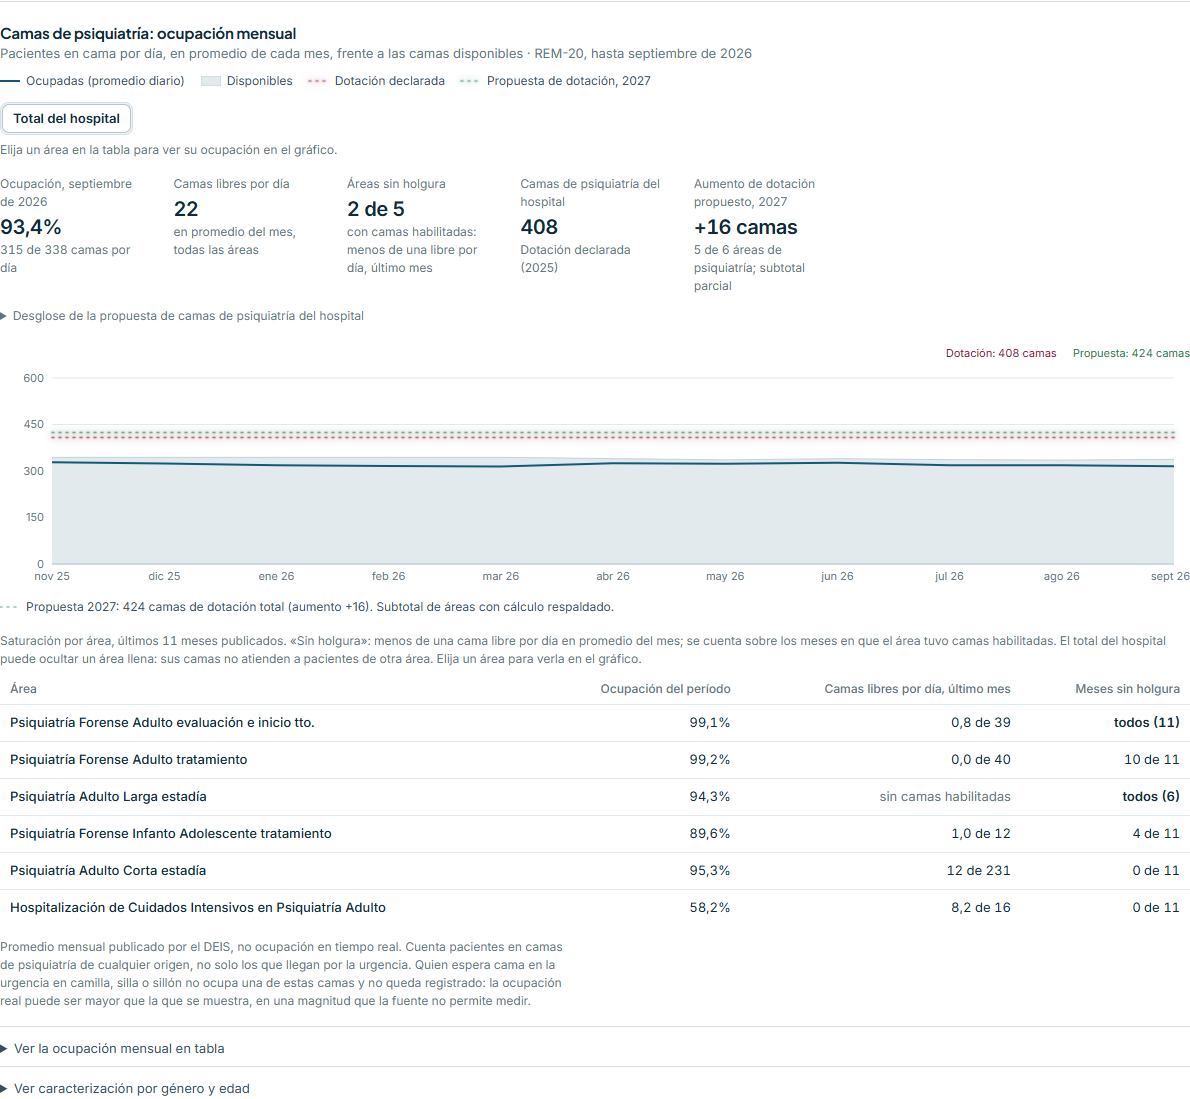 Camas de psiquiatría: ocupación mensual
Pacientes en cama por día, en promedio de cada mes, frente a las camas disponibles · REM-20, hasta septiembre de 2026
Ocupadas (promedio diario) Disponibles Dotación declarada Propuesta de dotación, 2027
Total del hospital
Elija un área en la tabla para ver su ocupación en el gráfico.
Ocupación, septiembre
de 2026
93,4%
315 de 338 camas por
día
Camas libres por día
22
en promedio del mes,
todas las áreas
Áreas sin holgura
2 de 5
con camas habilitadas:
menos de una libre por
día, último mes
Camas de psiquiatría del
hospital
408
Dotación declarada
(2025)
Aumento de dotación
propuesto, 2027
+16 camas
5 de 6 áreas de
psiquiatría; subtotal
parcial
Desglose de la propuesta de camas de psiquiatría del hospital
Dotación: 408 camas Propuesta: 424 camas
600
450
300
150
0
nov 25 dic 25 ene 26 feb 26 mar 26 abr 26 may 26 jun 26 jul 26 ago 26 sept 26
Propuesta 2027: 424 camas de dotación total (aumento +16). Subtotal de áreas con cálculo respaldado.
Saturación por área, últimos 11 meses publicados. «Sin holgura»: menos de una cama libre por día en promedio del mes; se cuenta sobre los meses en que el área tuvo camas habilitadas. El total del hospital
puede ocultar un área llena: sus camas no atienden a pacientes de otra área. Elija un área para verla en el gráfico.
Área Ocupación del período Camas libres por día, último mes Meses sin holgura
Psiquiatría Forense Adulto evaluación e inicio tto. 99,1% 0,8 de 39 todos (11)
Psiquiatría Forense Adulto tratamiento 99,2% 0,0 de 40 10 de 11
Psiquiatría Adulto Larga estadía 94,3% sin camas habilitadas todos (6)
Psiquiatría Forense Infanto Adolescente tratamiento 89,6% 1,0 de 12 4 de 11
Psiquiatría Adulto Corta estadía 95,3% 12 de 231 0 de 11
Hospitalización de Cuidados Intensivos en Psiquiatría Adulto 58,2% 8,2 de 16 0 de 11
Promedio mensual publicado por el DEIS, no ocupación en tiempo real. Cuenta pacientes en camas
de psiquiatría de cualquier origen, no solo los que llegan por la urgencia. Quien espera cama en la
urgencia en camilla, silla o sillón no ocupa una de estas camas y no queda registrado: la ocupación
real puede ser mayor que la que se muestra, en una magnitud que la fuente no permite medir.
Ver la ocupación mensual en tabla
Ver caracterización por género y edad